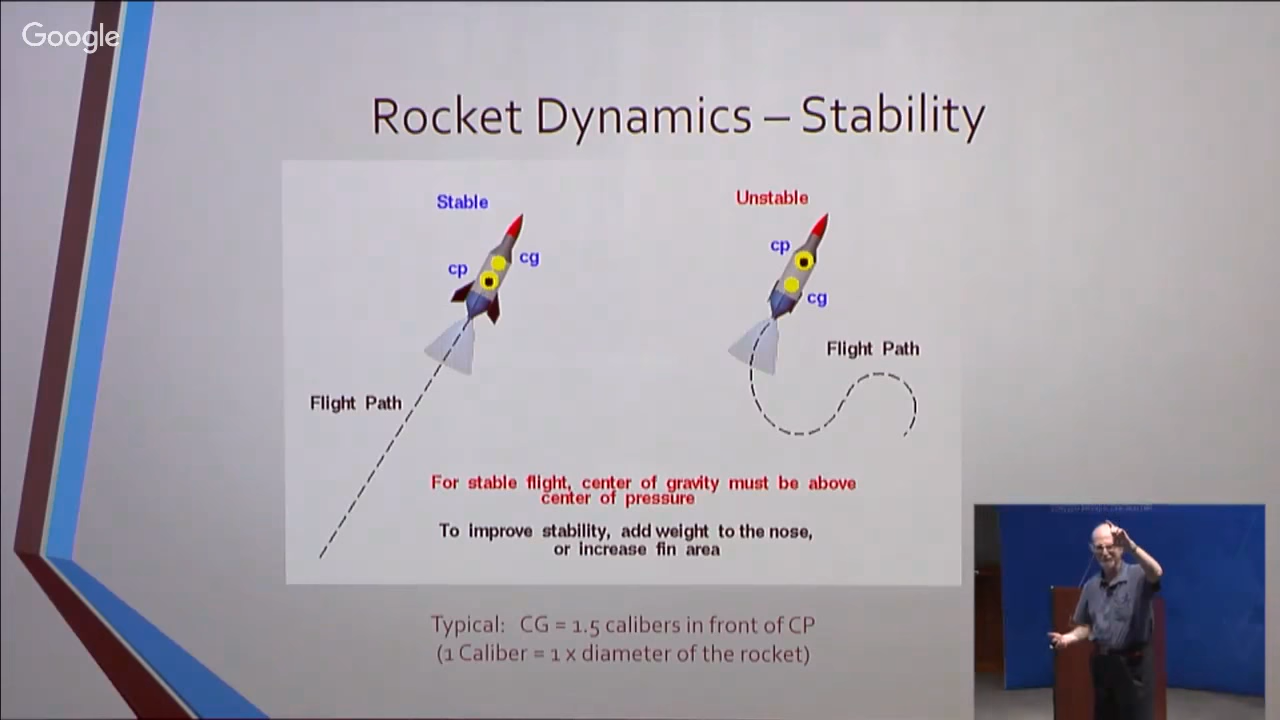 Google
Rocket Dynamics – Stability
Stable
Unstable
cp
cg
cp
cg
Flight Path
Flight Path
For stable flight, center of gravity must be above
center of pressure
To improve stability, add weight to the nose,
or increase fin area
Typical: CG = 1.5 calibers in front of CP
(1 Caliber = 1 x diameter of the rocket)